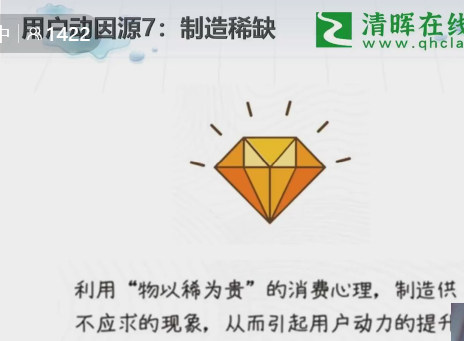 用户动因源7：制造稀缺
中 1422
清晖在线
www.qhcla
利用“物以稀为贵”的消费心理，制造供
不应求的现象，从而引起用户动力的提升